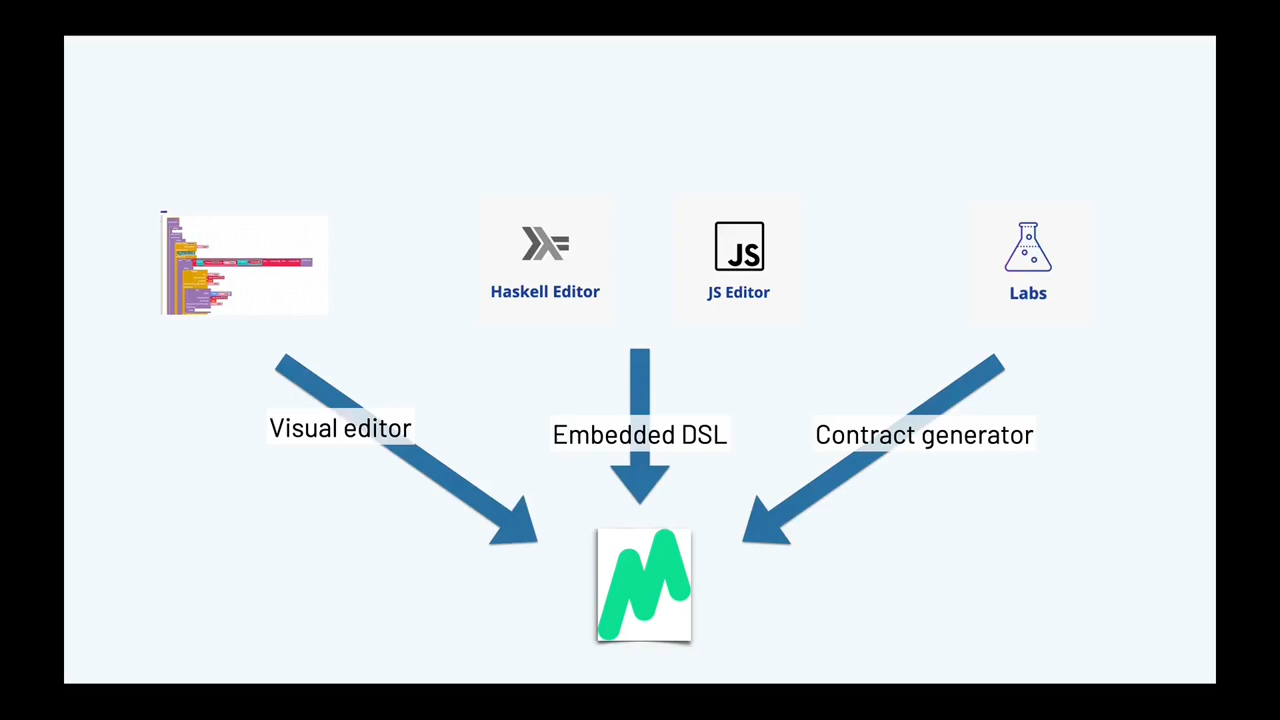 Haskell Editor
JS
JS Editor
Labs
Visual editor
Embedded DSL
Contract generator